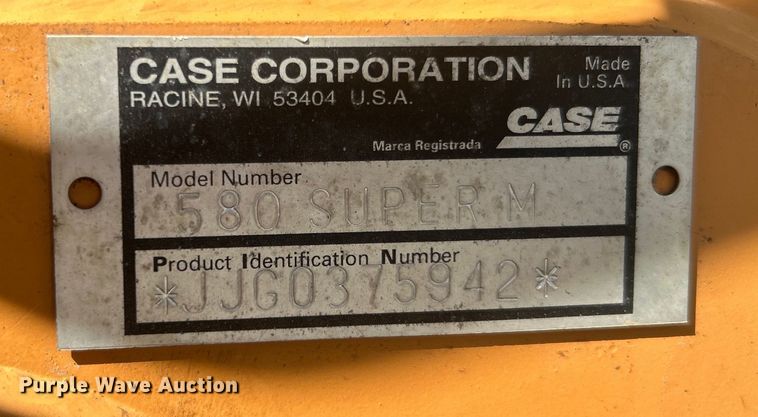 CASE CORPORATION
RACINE, WI 53404 U.S.A.
Made
In U.S.A
CASE
®
Marca Registrada
Model Number
580 SUPER M
Product Identification Number
*JJG0375942*
Purple Wave Auction